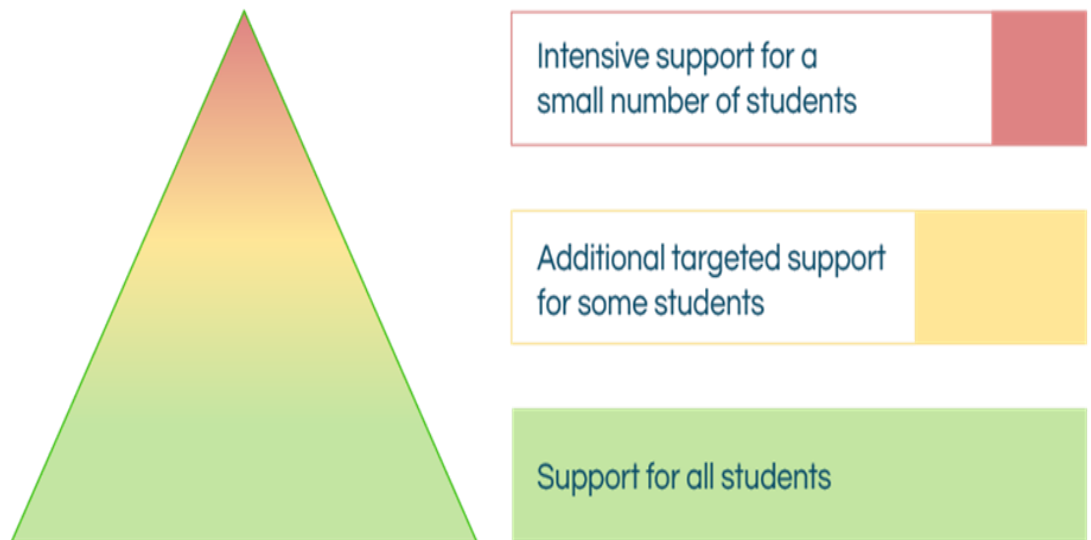 Intensive support for a
small number of students
Additional targeted support
for some students
Support for all students